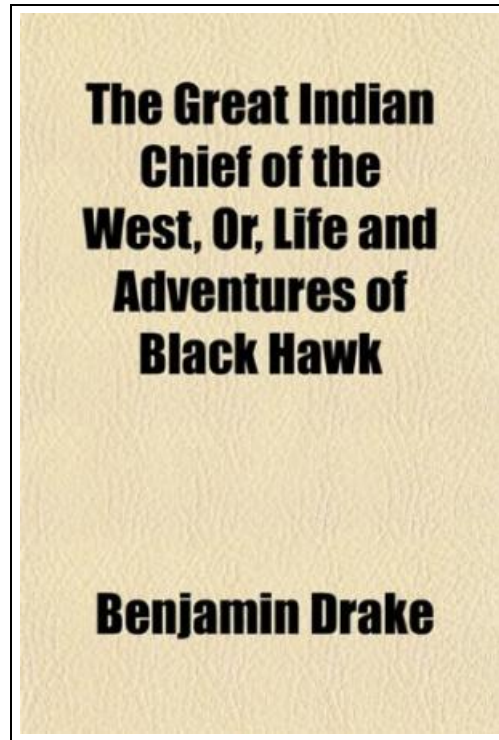 The Great Indian
Chief of the
West, Or, Life and
Adventures of
Black Hawk
Benjamin Drake